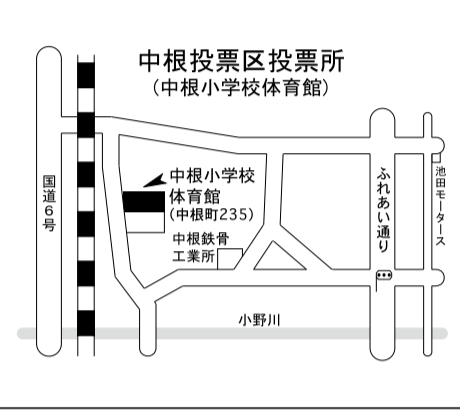 中根投票区投票所
(中根小学校体育館)
国道6号
中根小学校
体育館
(中根町235)
中根鉄骨
工業所
ふれあい通り
池田モータース
小野川